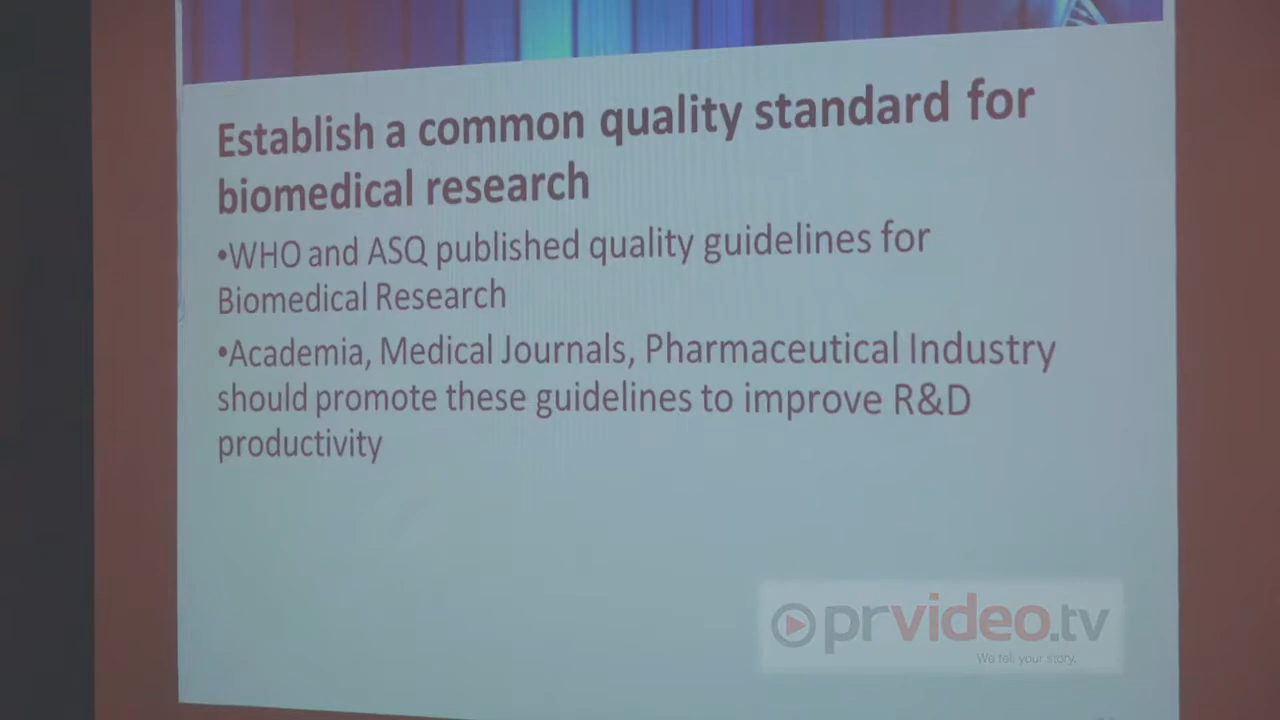 Establish a common quality standard for
biomedical research
•WHO and ASQ published quality guidelines for
Biomedical Research
•Academia, Medical Journals, Pharmaceutical Industry
should promote these guidelines to improve R&D
productivity
prvideo.tv
We tell your story.